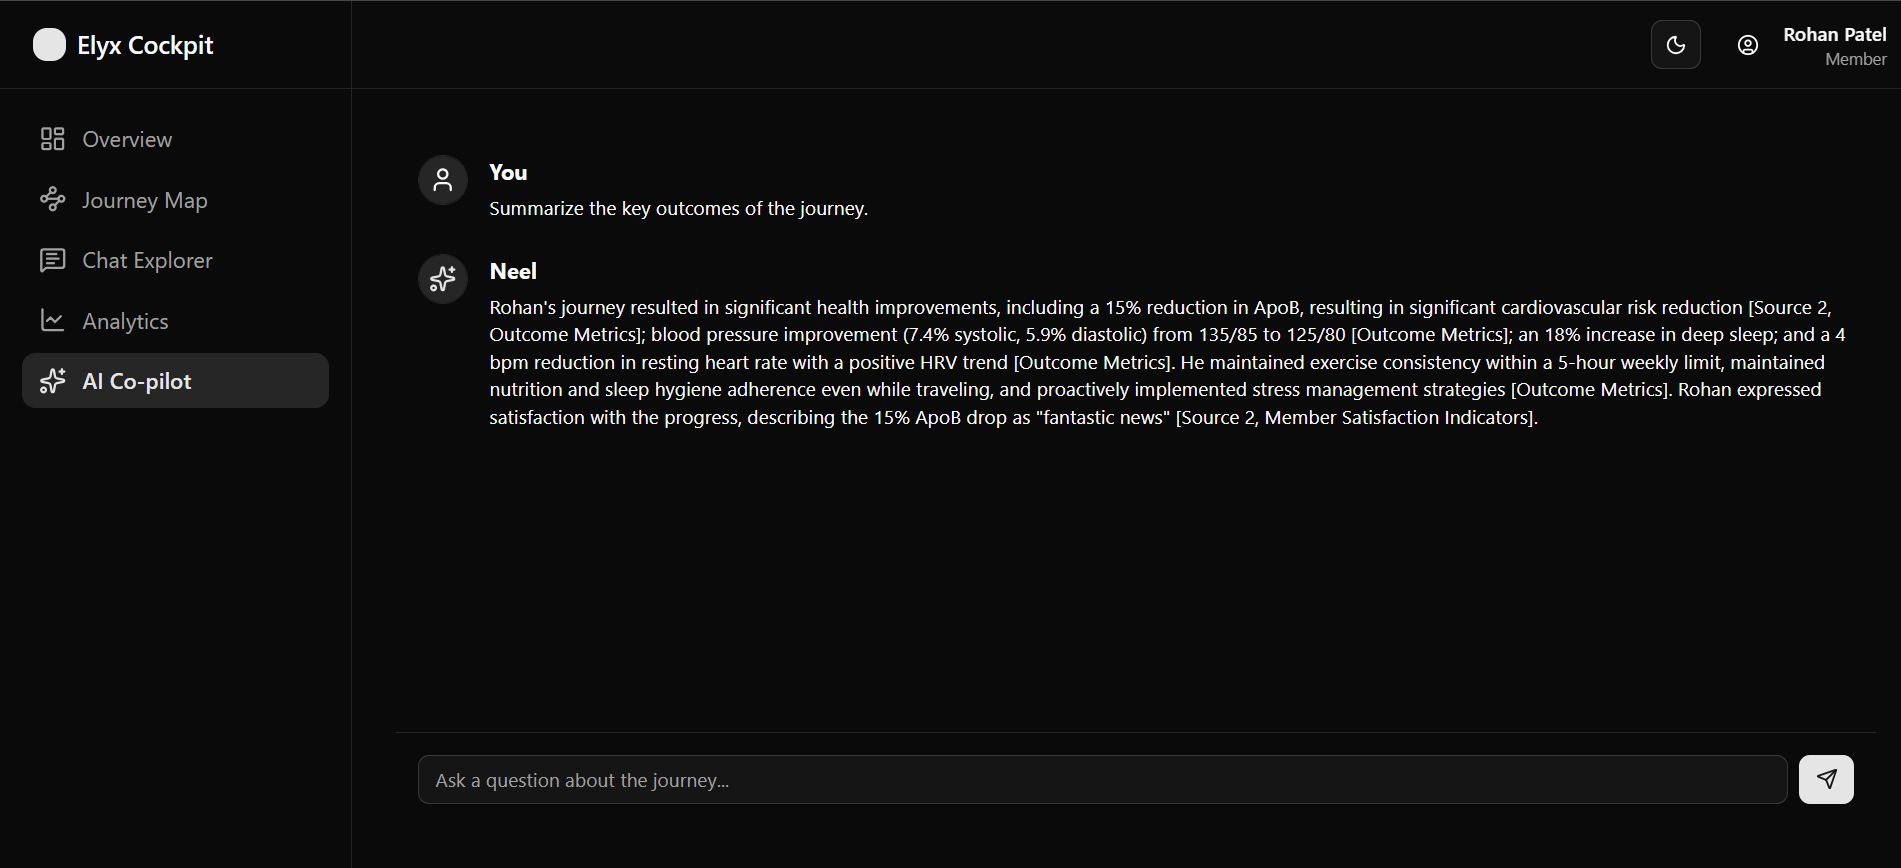 Elyx Cockpit
Rohan Patel
Member
Overview
Journey Map
Chat Explorer
Analytics
AI Co-pilot
You
Summarize the key outcomes of the journey.
Neel
Rohan's journey resulted in significant health improvements, including a 15% reduction in ApoB, resulting in significant cardiovascular risk reduction [Source 2,
Outcome Metrics]; blood pressure improvement (7.4% systolic, 5.9% diastolic) from 135/85 to 125/80 [Outcome Metrics]; an 18% increase in deep sleep; and a 4
bpm reduction in resting heart rate with a positive HRV trend [Outcome Metrics]. He maintained exercise consistency within a 5-hour weekly limit, maintained
nutrition and sleep hygiene adherence even while traveling, and proactively implemented stress management strategies [Outcome Metrics]. Rohan expressed
satisfaction with the progress, describing the 15% ApoB drop as "fantastic news" [Source 2, Member Satisfaction Indicators].
Ask a question about the journey...